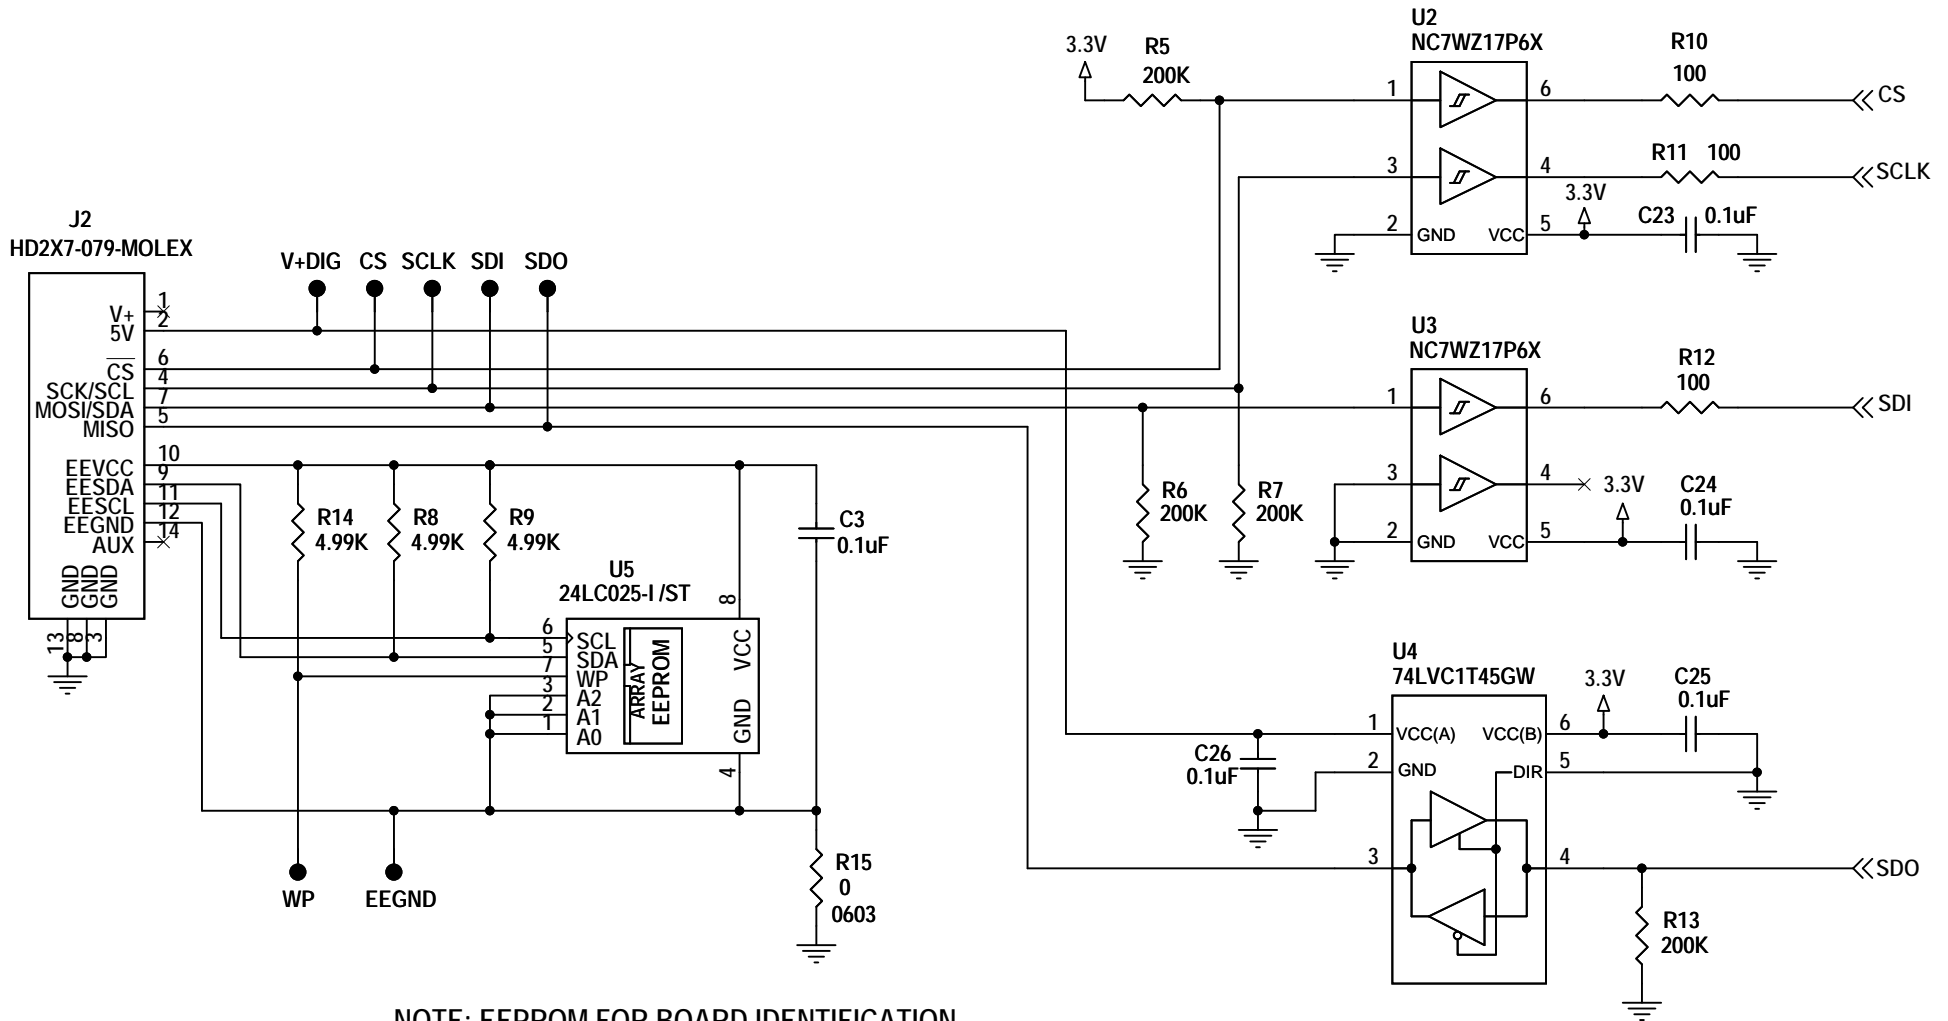 U2
NC7WZ17P6X
3.3V
R5
200K
1
6
R10
100
CS
3
4
R11 100
SCLK
3.3V
2
GND
VCC
5
C23 0.1uF
J2
HD2X7-079-MOLEX
V+DIG CS SCLK SDI SDO
V+ 1
5V 2
CS 6
SCK/SCL 4
MOSI/SDA 7
MISO 5
EEVCC 10
EESDA 9
EESCL 11
EEGND 12
AUX 14
GND
GND
GND
13
8
3
U3
NC7WZ17P6X
1
6
R12
100
SDI
3
4
3.3V
C24
0.1uF
2
GND
VCC
5
R6
200K
R7
200K
R14
4.99K
R8
4.99K
R9
4.99K
C3
0.1uF
U5
24LC025-I /ST
8
6 SCL
5 SDA
7 WP
3 A2
2 A1
1 A0
ARRAY
EEPROM
VCC
GND
4
WP
EEGND
R15
0
0603
U4
74LVC1T45GW
3.3V
C25
0.1uF
1
VCC(A)
VCC(B)
6
C26
0.1uF
2
GND
DIR
5
3
4
SDO
R13
200K
NOTE: EEPROM FOR BOARD IDENTIFICATION